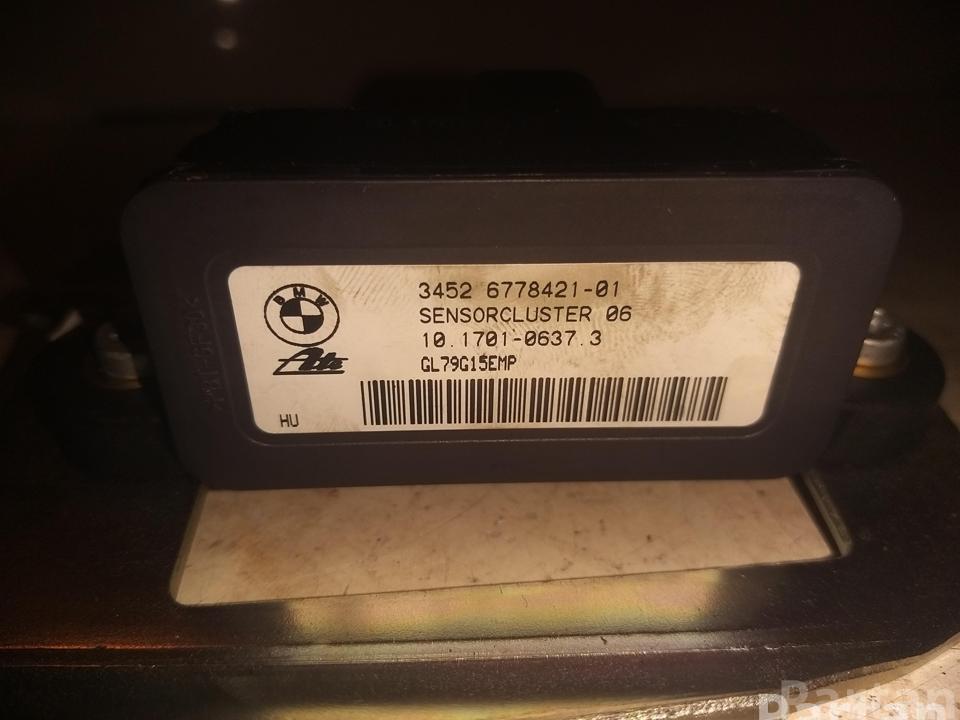 BMW
3452 6778421-01
SENSORCLUSTER 06
10.1701-0637.3
Ate
GL79G15EMP
HU